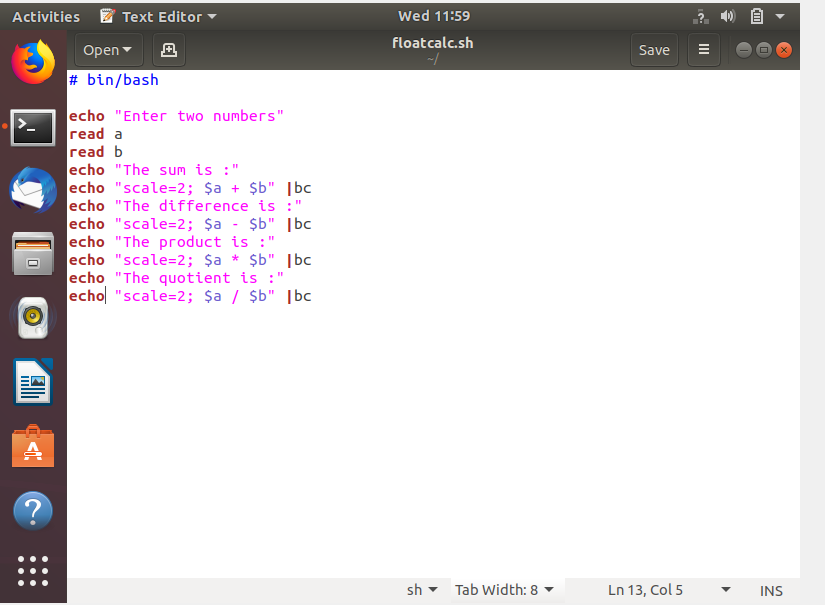 Activities Text Editor Wed 11:59
Open floatcalc.sh Save
~/
# bin/bash
echo "Enter two numbers"
read a
read b
echo "The sum is :"
echo "scale=2; $a + $b" |bc
echo "The difference is :"
echo "scale=2; $a - $b" |bc
echo "The product is :"
echo "scale=2; $a * $b" |bc
echo "The quotient is :"
echo "scale=2; $a / $b" |bc
sh Tab Width: 8 Ln 13, Col 5 INS